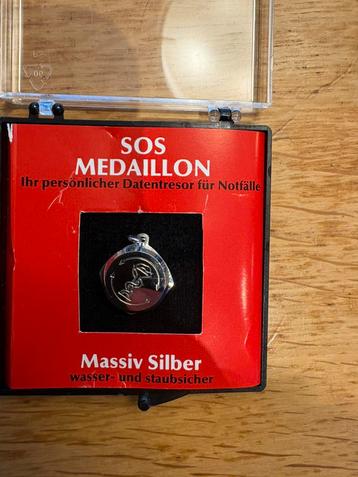 SOS
MEDAILLON
Ihr persönlicher Datentresor für Notfälle
Massiv Silber
wasser- und staubsicher